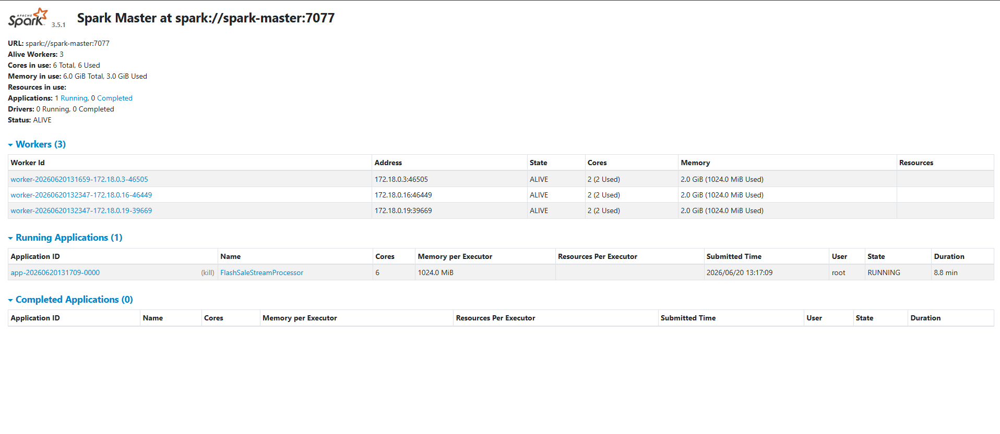 APACHE
Spark 3.5.1 Spark Master at spark://spark-master:7077
URL: spark://spark-master:7077
Alive Workers: 3
Cores in use: 6 Total, 6 Used
Memory in use: 6.0 GiB Total, 3.0 GiB Used
Resources in use:
Applications: 1 Running, 0 Completed
Drivers: 0 Running, 0 Completed
Status: ALIVE
Workers (3)
Worker Id Address State Cores Memory Resources
worker-20260620131659-172.18.0.3-46505 172.18.0.3:46505 ALIVE 2 (2 Used) 2.0 GiB (1024.0 MiB Used)
worker-20260620132347-172.18.0.16-46449 172.18.0.16:46449 ALIVE 2 (2 Used) 2.0 GiB (1024.0 MiB Used)
worker-20260620132347-172.18.0.19-39669 172.18.0.19:39669 ALIVE 2 (2 Used) 2.0 GiB (1024.0 MiB Used)
Running Applications (1)
Application ID Name Cores Memory per Executor Resources Per Executor Submitted Time User State Duration
app-20260620131709-0000 (kill) FlashSaleStreamProcessor 6 1024.0 MiB 2026/06/20 13:17:09 root RUNNING 8.8 min
Completed Applications (0)
Application ID Name Cores Memory per Executor Resources Per Executor Submitted Time User State Duration